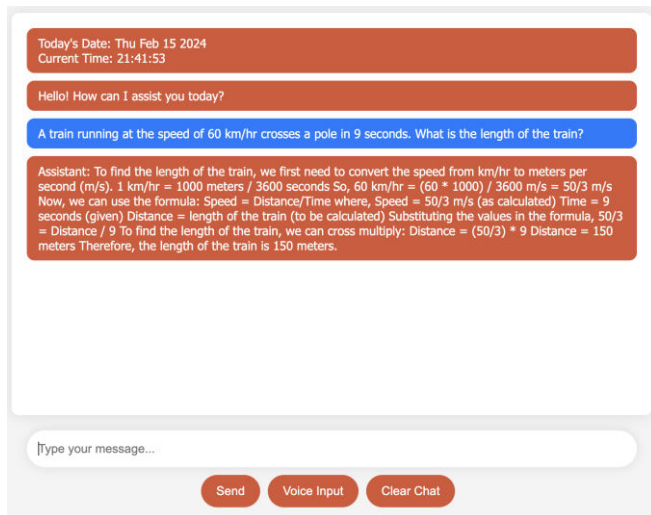 Today's Date: Thu Feb 15 2024
Current Time: 21:41:53
Hello! How can I assist you today?
A train running at the speed of 60 km/hr crosses a pole in 9 seconds. What is the length of the train?
Assistant: To find the length of the train, we first need to convert the speed from km/hr to meters per
second (m/s). 1 km/hr = 1000 meters / 3600 seconds So, 60 km/hr = (60 * 1000) / 3600 m/s = 50/3 m/s
Now, we can use the formula: Speed = Distance/Time where, Speed = 50/3 m/s (as calculated) Time = 9
seconds (given) Distance = length of the train (to be calculated) Substituting the values in the formula, 50/3
= Distance / 9 To find the length of the train, we can cross multiply: Distance = (50/3) * 9 Distance = 150
meters Therefore, the length of the train is 150 meters.
Type your message...
Send Voice Input Clear Chat